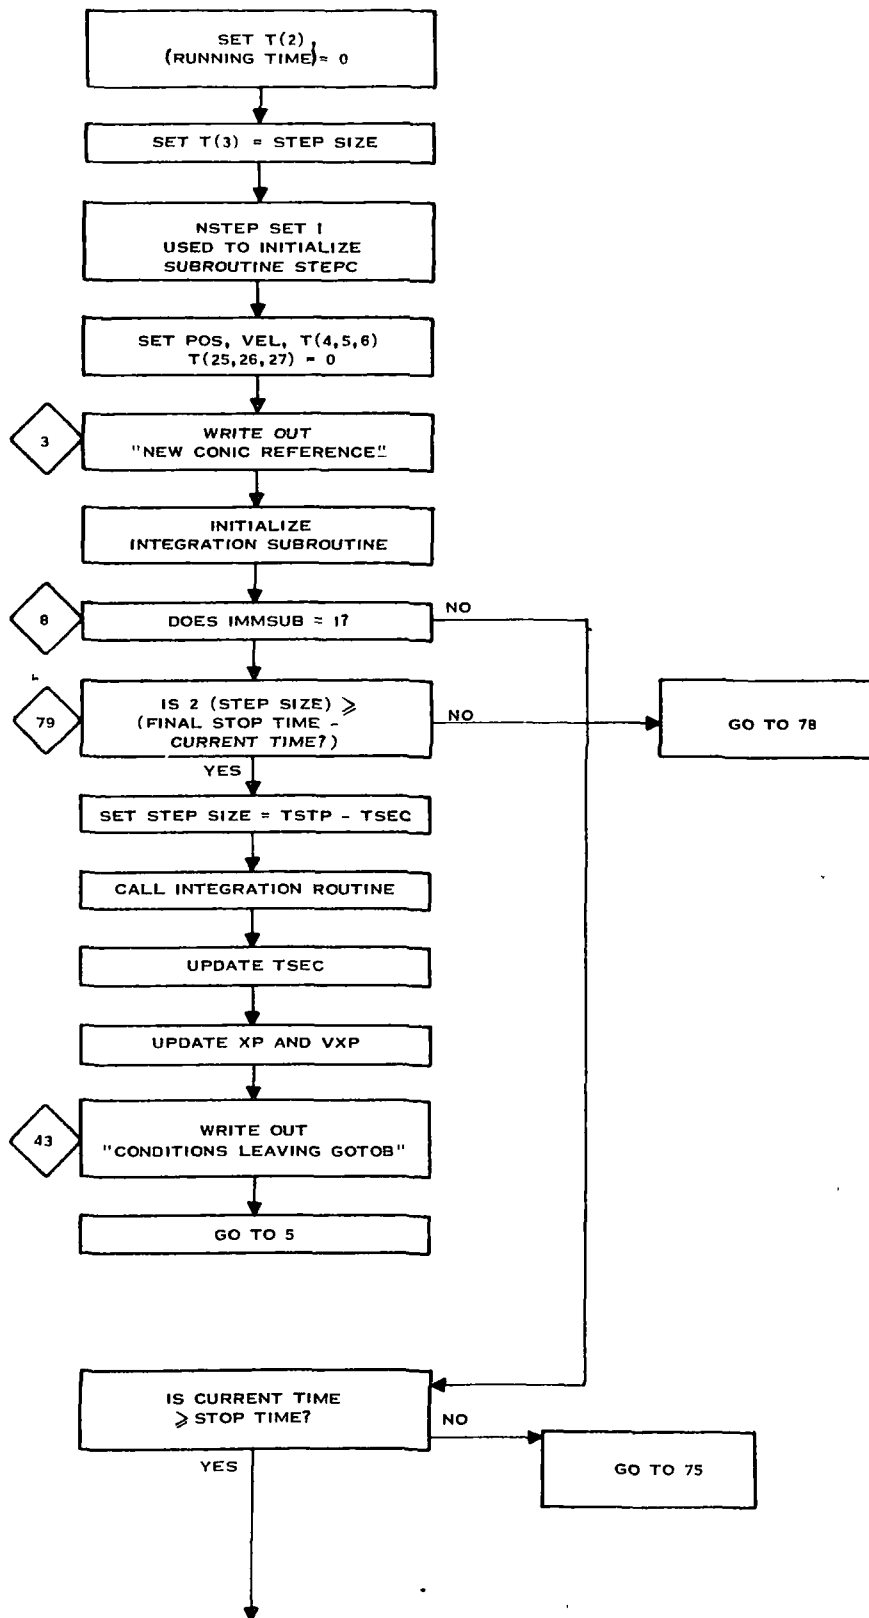 SET T(2),
(RUNNING TIME) = 0
SET T(3) = STEP SIZE
NSTEP SET 1
USED TO INITIALIZE
SUBROUTINE STEPC
SET POS, VEL, T(4,5,6)
T(25,26,27) = 0
3
WRITE OUT
"NEW CONIC REFERENCE"
INITIALIZE
INTEGRATION SUBROUTINE
8
DOES IMMSUB = 1?
NO
79
IS 2 (STEP SIZE) ⩾
(FINAL STOP TIME -
CURRENT TIME?)
NO
GO TO 78
YES
SET STEP SIZE = TSTP - TSEC
CALL INTEGRATION ROUTINE
UPDATE TSEC
UPDATE XP AND VXP
43
WRITE OUT
"CONDITIONS LEAVING GOTOB"
GO TO 5
IS CURRENT TIME
⩾ STOP TIME?
NO
GO TO 75
YES